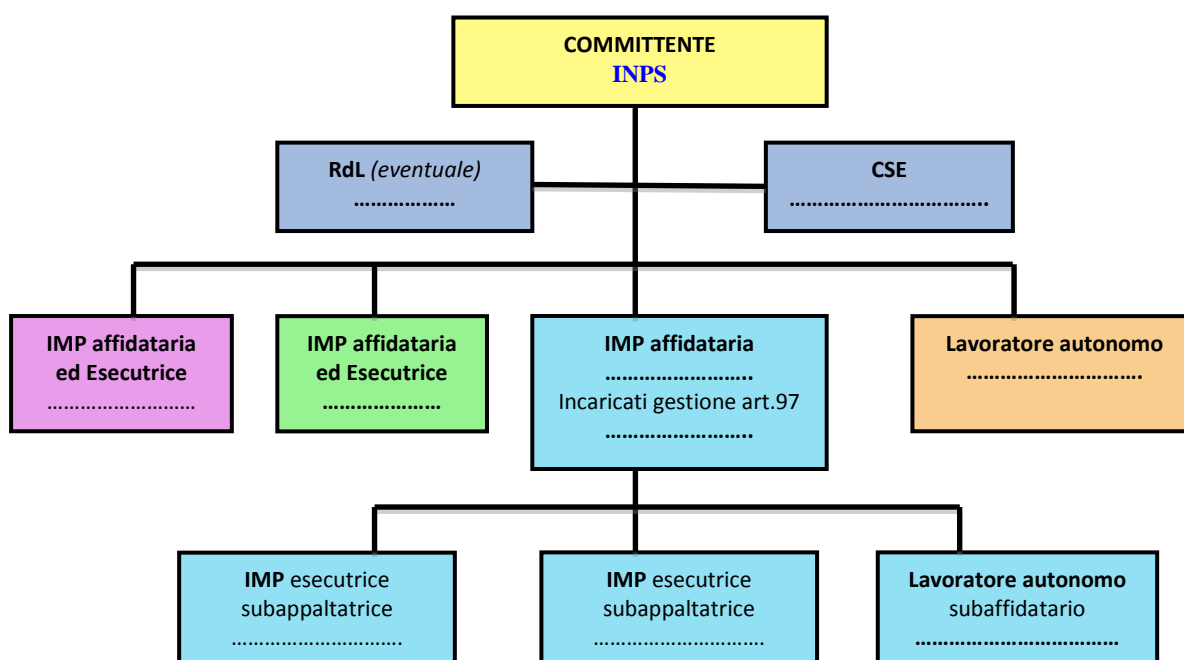 COMMITTENTE
INPS
RdL (eventuale)
………………
CSE
……………………………..
IMP affidataria
ed Esecutrice
………………………
IMP affidataria
ed Esecutrice
…………………
IMP affidataria
……………………..
Incaricati gestione art.97
……………………..
Lavoratore autonomo
………………………….
IMP esecutrice
subappaltatrice
………………………….
IMP esecutrice
subappaltatrice
………………………….
Lavoratore autonomo
subaffidatario
……………………………